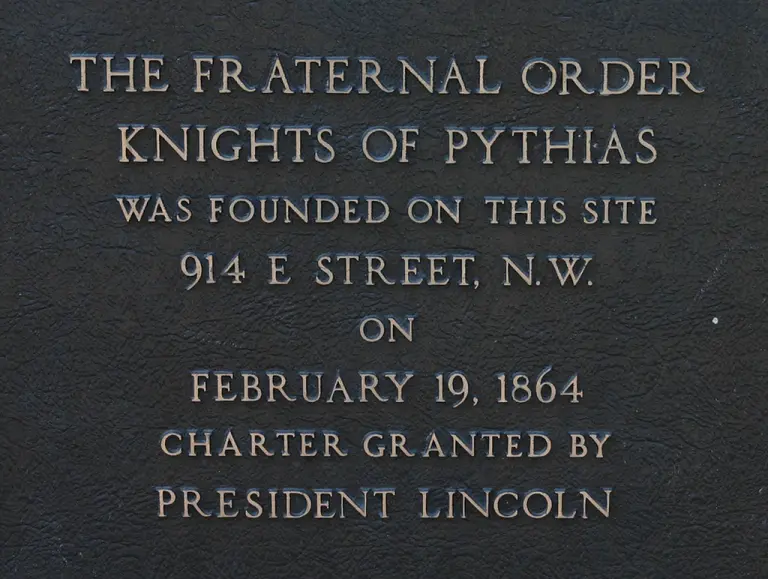 THE FRATERNAL ORDER
KNIGHTS OF PYTHIAS
WAS FOUNDED ON THIS SITE
914 E STREET, N.W.
ON
FEBRUARY 19, 1864
CHARTER GRANTED BY
PRESIDENT LINCOLN